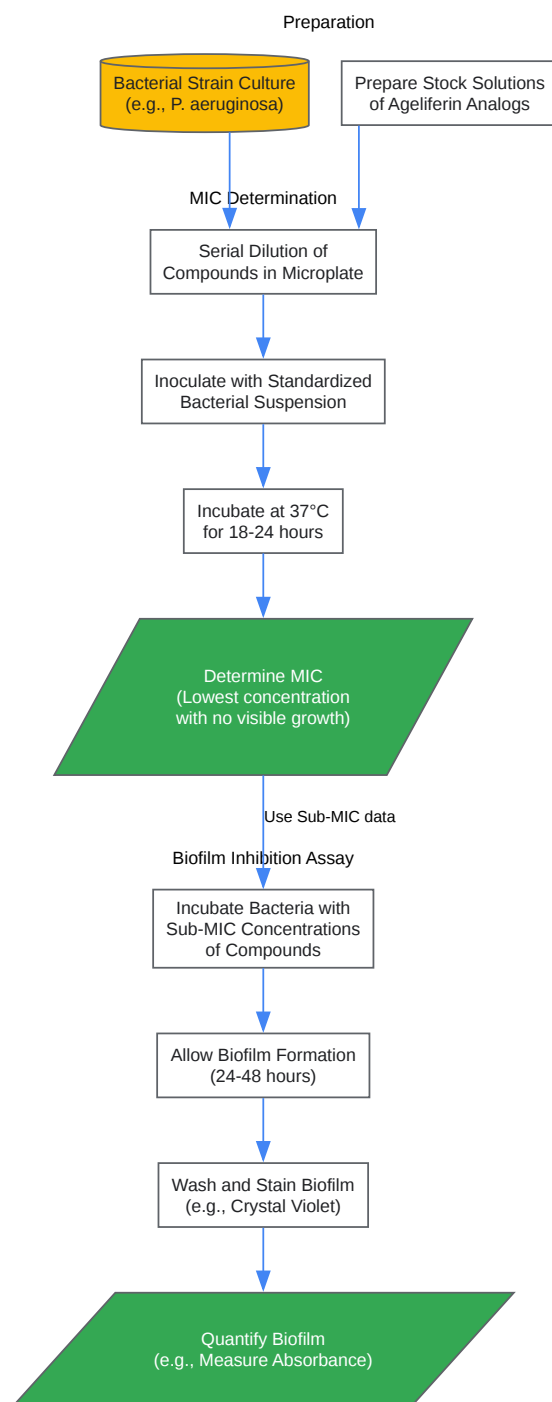 Preparation
Bacterial Strain Culture
(e.g., P. aeruginosa)
Prepare Stock Solutions
of Ageliferin Analogs
MIC Determination
Serial Dilution of
Compounds in Microplate
Inoculate with Standardized
Bacterial Suspension
Incubate at 37°C
for 18-24 hours
Determine MIC
(Lowest concentration
with no visible growth)
Use Sub-MIC data
Biofilm Inhibition Assay
Incubate Bacteria with
Sub-MIC Concentrations
of Compounds
Allow Biofilm Formation
(24-48 hours)
Wash and Stain Biofilm
(e.g., Crystal Violet)
Quantify Biofilm
(e.g., Measure Absorbance)